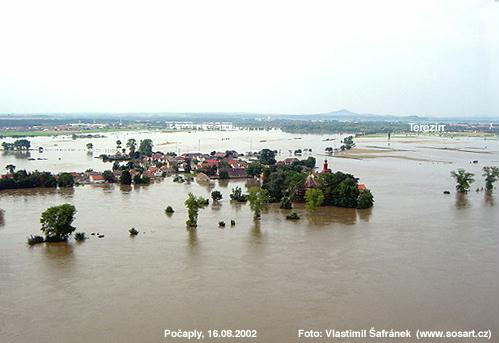 Terezín
Počaply, 16.08.2002
Foto: Vlastimil Šafránek (www.sosart.cz)